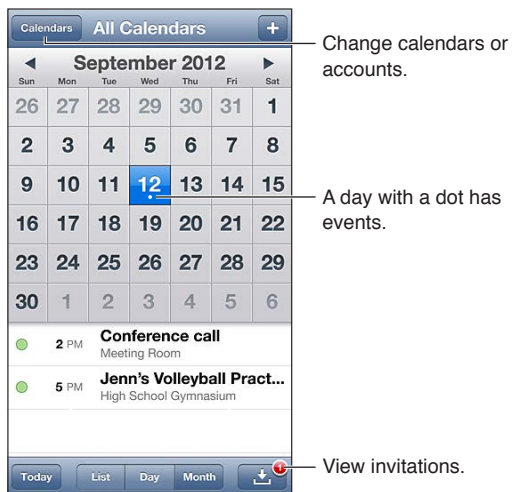 Calendars All Calendars +
Change calendars or
accounts.
September 2012
Sun Mon Tue Wed Thu Fri Sat
26 27 28 29 30 31 1
2 3 4 5 6 7 8
9 10 11 12 13 14 15
A day with a dot has
events.
16 17 18 19 20 21 22
23 24 25 26 27 28 29
30 1 2 3 4 5 6
2 PM Conference call
Meeting Room
5 PM Jenn's Volleyball Pract...
High School Gymnasium
Today List Day Month 1
View invitations.